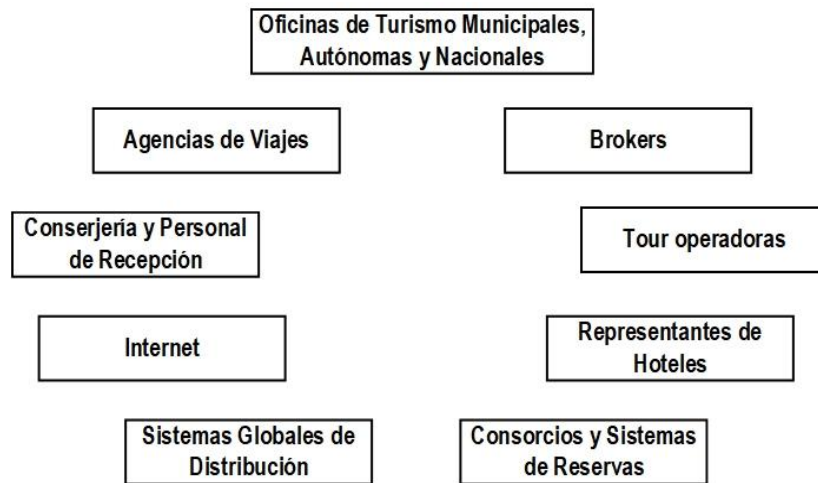 Oficinas de Turismo Municipales,
Autónomas y Nacionales
Agencias de Viajes
Brokers
Conserjería y Personal
de Recepción
Tour operadoras
Internet
Representantes de
Hoteles
Sistemas Globales de
Distribución
Consorcios y Sistemas
de Reservas